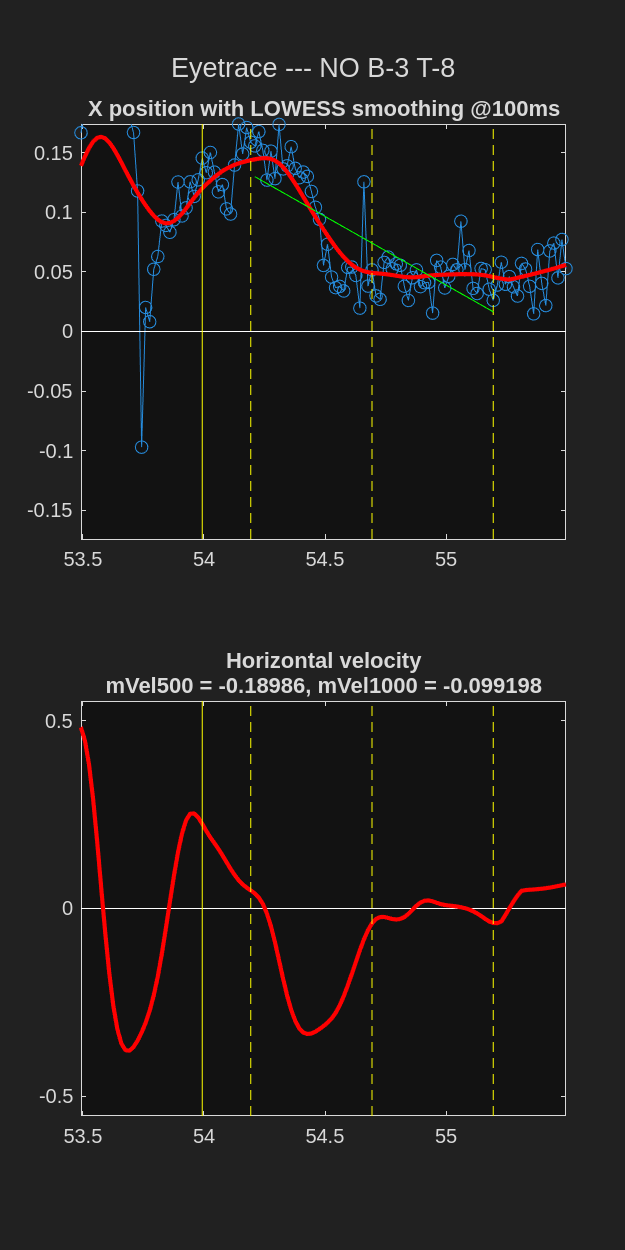 Eyetrace --- NO B-3 T-8
X position with LOWESS smoothing @100ms
0.15
0.1
0.05
0
-0.05
-0.1
-0.15
53.5 54 54.5 55
Horizontal velocity
mVel500 = -0.18986, mVel1000 = -0.099198
0.5
0
-0.5
53.5 54 54.5 55